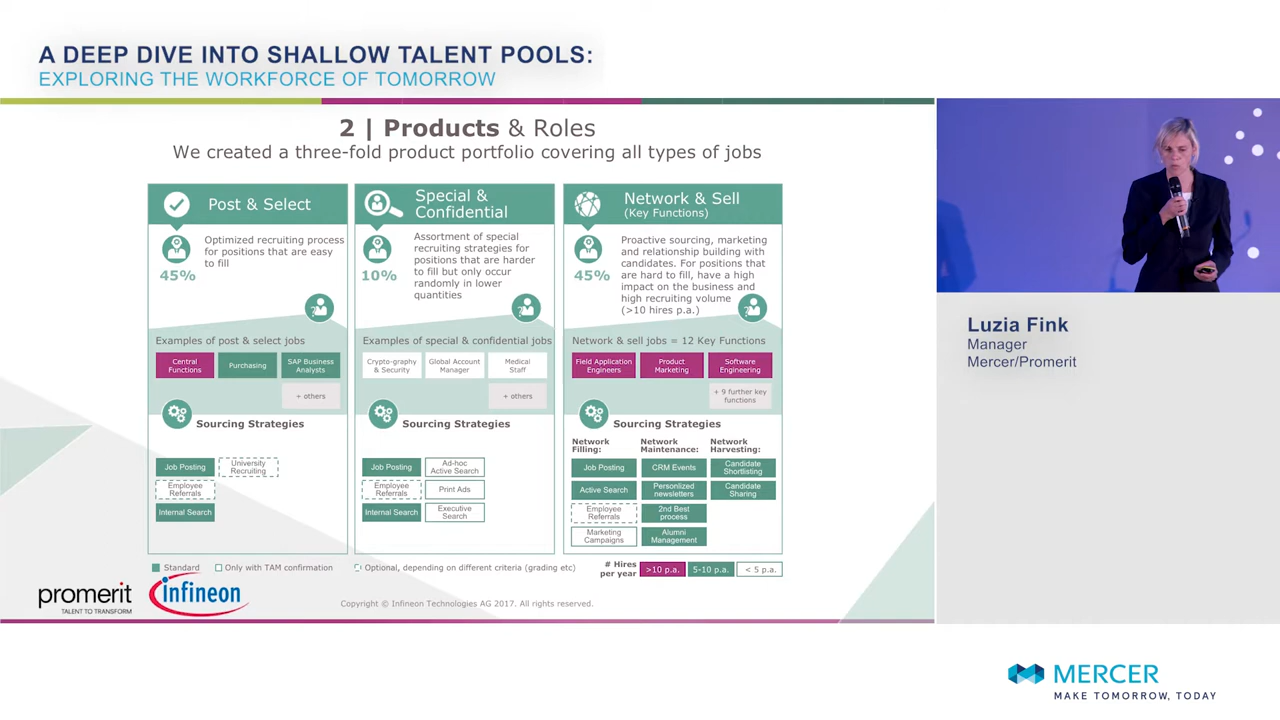 A DEEP DIVE INTO SHALLOW TALENT POOLS:
EXPLORING THE WORKFORCE OF TOMORROW
2 | Products & Roles
We created a three-fold product portfolio covering all types of jobs
Post & Select
45%
Optimized recruiting process
for positions that are easy
to fill
?
Examples of post & select jobs
Central
Functions
Purchasing
SAP Business
Analysts
+ others
Sourcing Strategies
Job Posting
University
Recruiting
Employee
Referrals
Internal Search
Special &
Confidential
10%
Assortment of special
recruiting strategies for
positions that are harder
to fill but only occur
randomly in lower
quantities
?
Examples of special & confidential jobs
Crypto-graphy
& Security
Global Account
Manager
Medical
Staff
+ others
Sourcing Strategies
Job Posting
Ad-hoc
Active Search
Employee
Referrals
Print Ads
Internal Search
Executive
Search
Network & Sell
(Key Functions)
45%
Proactive sourcing, marketing
and relationship building with
candidates. For positions that
are hard to fill, have a high
impact on the business and
high recruiting volume
(>10 hires p.a.)
?
Network & sell jobs = 12 Key Functions
Field Application
Engineers
Product
Marketing
Software
Engineering
+ 9 further key
functions
Sourcing Strategies
Network
Filling:
Network
Maintenance:
Network
Harvesting:
Job Posting
CRM Events
Candidate
Shortlisting
Active Search
Personlized
newsletters
Candidate
Sharing
Employee
Referrals
2nd Best
process
Marketing
Campaigns
Alumni
Management
Standard
Only with TAM confirmation
Optional, depending on different criteria (grading etc)
# Hires
per year
>10 p.a.
5-10 p.a.
< 5 p.a.
promerit
TALENT TO TRANSFORM
infineon
Copyright © Infineon Technologies AG 2017. All rights reserved.
Luzia Fink
Manager
Mercer/Promerit
MERCER
MAKE TOMORROW, TODAY